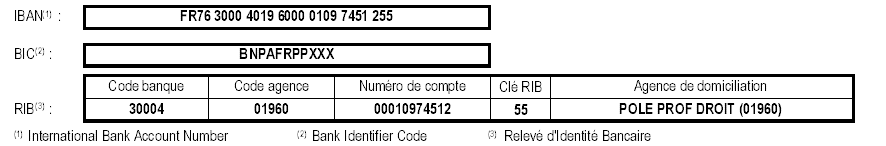 IBAN(1) : FR76 3000 4019 6000 0109 7451 255
BIC(2) : BNPAFRPPXXX
Code banque Code agence Numéro de compte Clé RIB Agence de domiciliation
RIB(3) : 30004 01960 00010974512 55 POLE PROF DROIT (01960)
(1) International Bank Account Number (2) Bank Identifier Code (3) Relevé d'Identité Bancaire